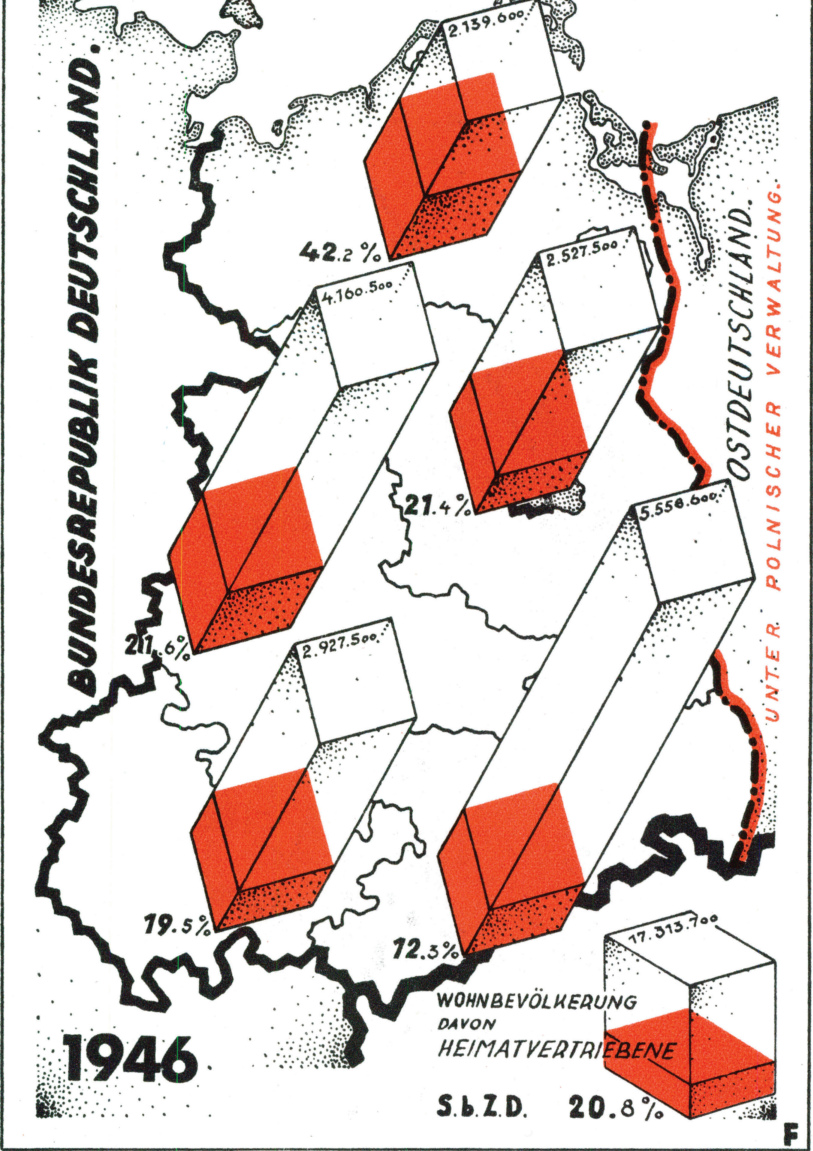 BUNDESREPUBLIK DEUTSCHLAND.
2.139.600
42.2%
4.160.500
2.527.500
OSTDEUTSCHLAND.
UNTER POLNISCHER VERWALTUNG.
21.4%
5.558.600
21.6%
2.927.500
19.5%
12.3%
17.313.700
WOHNBEVÖLKERUNG
DAVON
HEIMATVERTRIEBENE
1946
S.b.Z.D. 20.8%
F